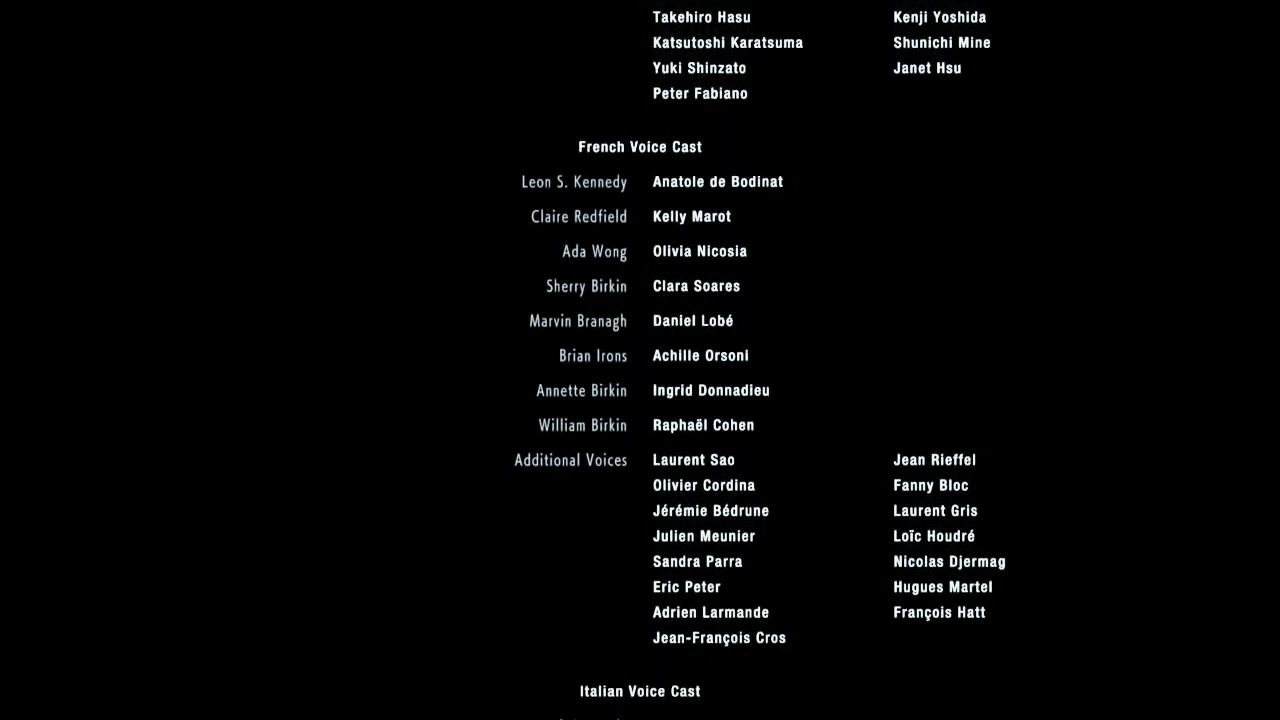 Takehiro Hasu Kenji Yoshida
Katsutoshi Karatsuma Shunichi Mine
Yuki Shinzato Janet Hsu
Peter Fabiano
French Voice Cast
Leon S. Kennedy Anatole de Bodinat
Claire Redfield Kelly Marot
Ada Wong Olivia Nicosia
Sherry Birkin Clara Soares
Marvin Branagh Daniel Lobé
Brian Irons Achille Orsoni
Annette Birkin Ingrid Donnadieu
William Birkin Raphaël Cohen
Additional Voices Laurent Sao Jean Rieffel
Olivier Cordina Fanny Bloc
Jérémie Bédrune Laurent Gris
Julien Meunier Loïc Houdré
Sandra Parra Nicolas Djermag
Eric Peter Hugues Martel
Adrien Larmande François Hatt
Jean-François Cros
Italian Voice Cast